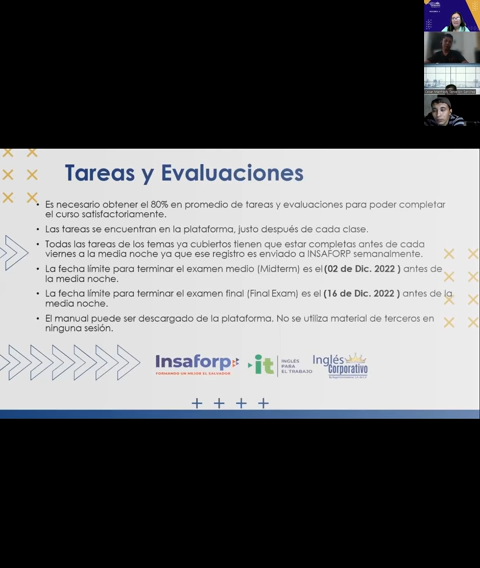 Tareas y Evaluaciones
• Es necesario obtener el 80% en promedio de tareas y evaluaciones para poder completar
el curso satisfactoriamente.
• Las tareas se encuentran en la plataforma, justo después de cada clase.
• Todas las tareas de los temas ya cubiertos tienen que estar completas antes de cada
viernes a la media noche ya que ese registro es enviado a INSAFORP semanalmente.
• La fecha límite para terminar el examen medio (Midterm) es el (02 de Dic. 2022 ) antes de
la media noche.
• La fecha límite para terminar el examen final (Final Exam) es el (16 de Dic. 2022 ) antes de la
media noche.
• El manual puede ser descargado de la plataforma. No se utiliza material de terceros en
ninguna sesión.
Insaforp
FORMANDO UN MEJOR EL SALVADOR
it
INGLÉS
PARA
EL TRABAJO
Inglés
Corporativo